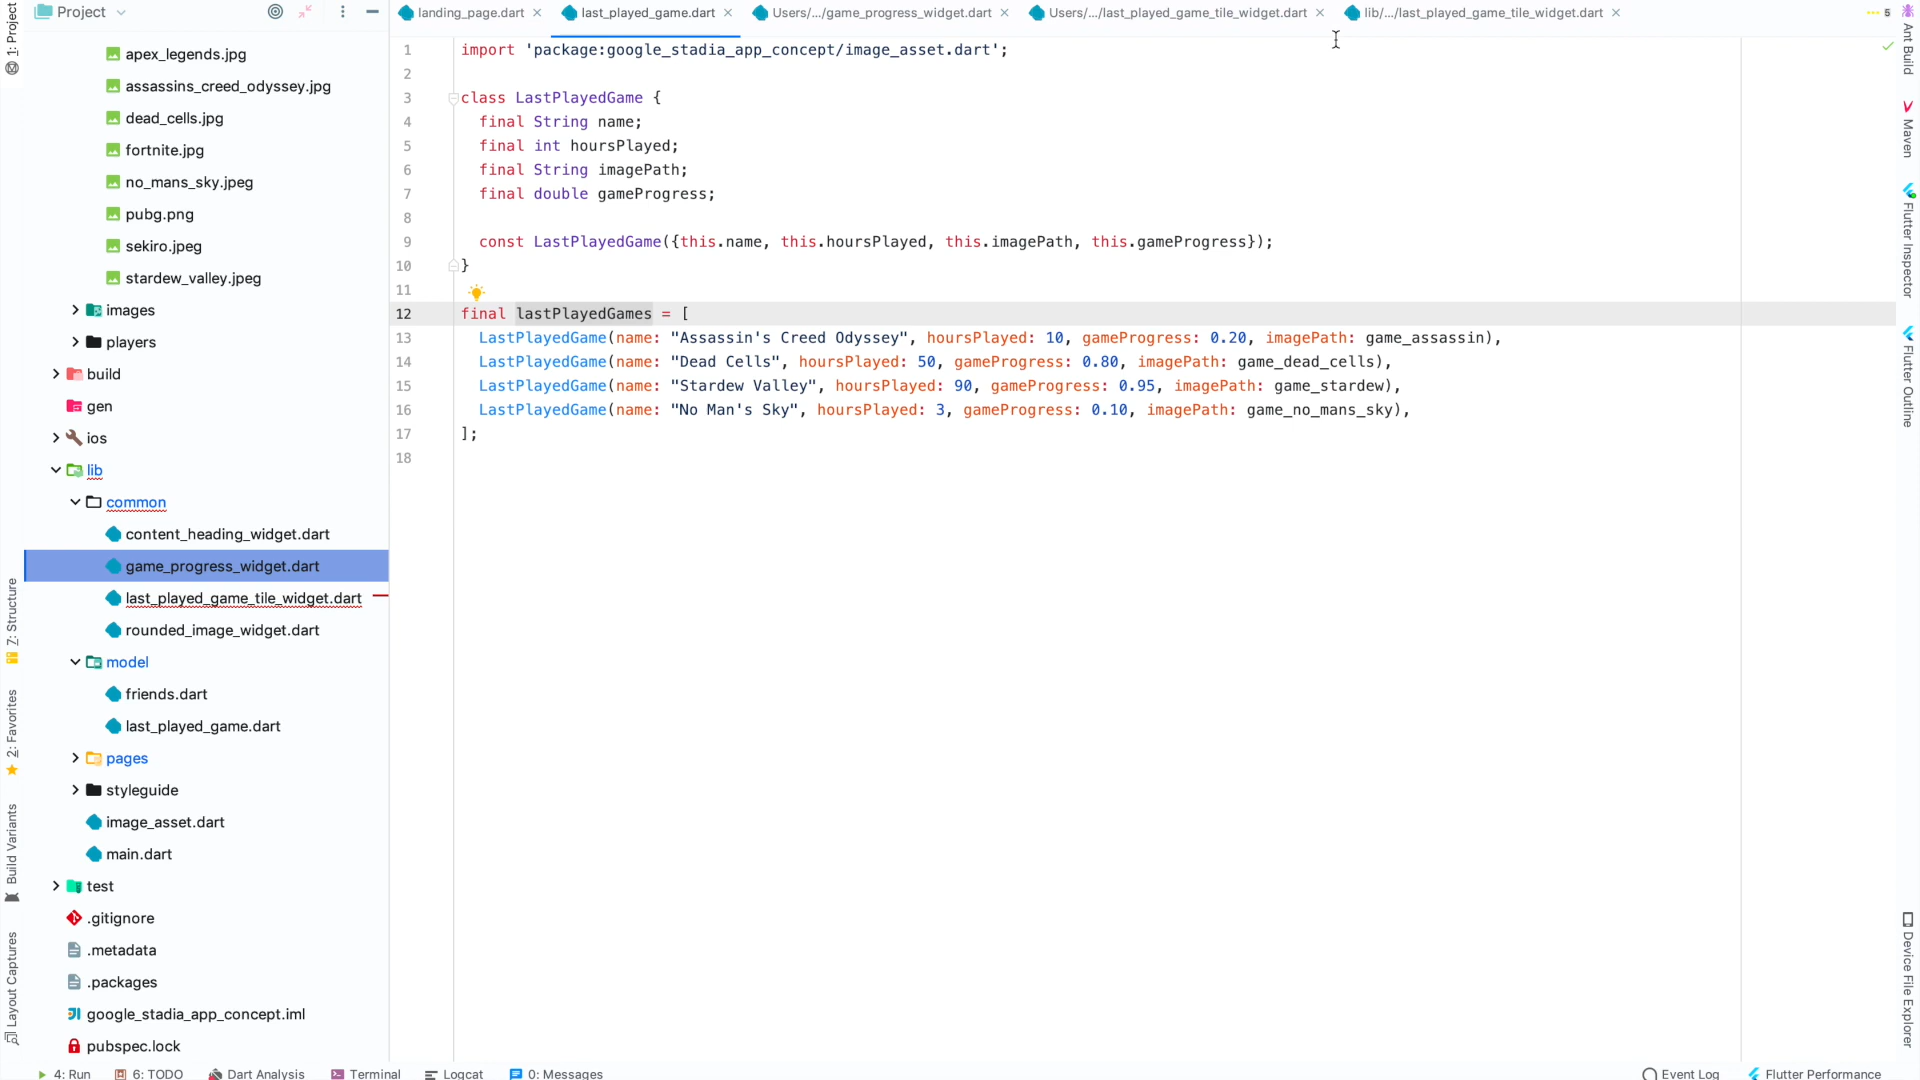 Project
landing_page.dart
last_played_game.dart
Users/.../game_progress_widget.dart
Users/.../last_played_game_tile_widget.dart
lib/.../last_played_game_tile_widget.dart
5
1: Project
7: Structure
2: Favorites
Build Variants
Layout Captures
apex_legends.jpg
assassins_creed_odyssey.jpg
dead_cells.jpg
fortnite.jpg
no_mans_sky.jpeg
pubg.png
sekiro.jpeg
stardew_valley.jpeg
images
players
build
gen
ios
lib
common
content_heading_widget.dart
game_progress_widget.dart
last_played_game_tile_widget.dart
rounded_image_widget.dart
model
friends.dart
last_played_game.dart
pages
styleguide
image_asset.dart
main.dart
test
.gitignore
.metadata
.packages
google_stadia_app_concept.iml
pubspec.lock
1 import 'package:google_stadia_app_concept/image_asset.dart';
2
3 class LastPlayedGame {
4 final String name;
5 final int hoursPlayed;
6 final String imagePath;
7 final double gameProgress;
8
9 const LastPlayedGame({this.name, this.hoursPlayed, this.imagePath, this.gameProgress});
10 }
11
12 final lastPlayedGames = [
13 LastPlayedGame(name: "Assassin's Creed Odyssey", hoursPlayed: 10, gameProgress: 0.20, imagePath: game_assassin),
14 LastPlayedGame(name: "Dead Cells", hoursPlayed: 50, gameProgress: 0.80, imagePath: game_dead_cells),
15 LastPlayedGame(name: "Stardew Valley", hoursPlayed: 90, gameProgress: 0.95, imagePath: game_stardew),
16 LastPlayedGame(name: "No Man's Sky", hoursPlayed: 3, gameProgress: 0.10, imagePath: game_no_mans_sky),
17 ];
18
Ant Build
Maven
Flutter Inspector
Flutter Outline
Device File Explorer
4: Run
6: TODO
Dart Analysis
Terminal
Logcat
0: Messages
Event Log
Flutter Performance